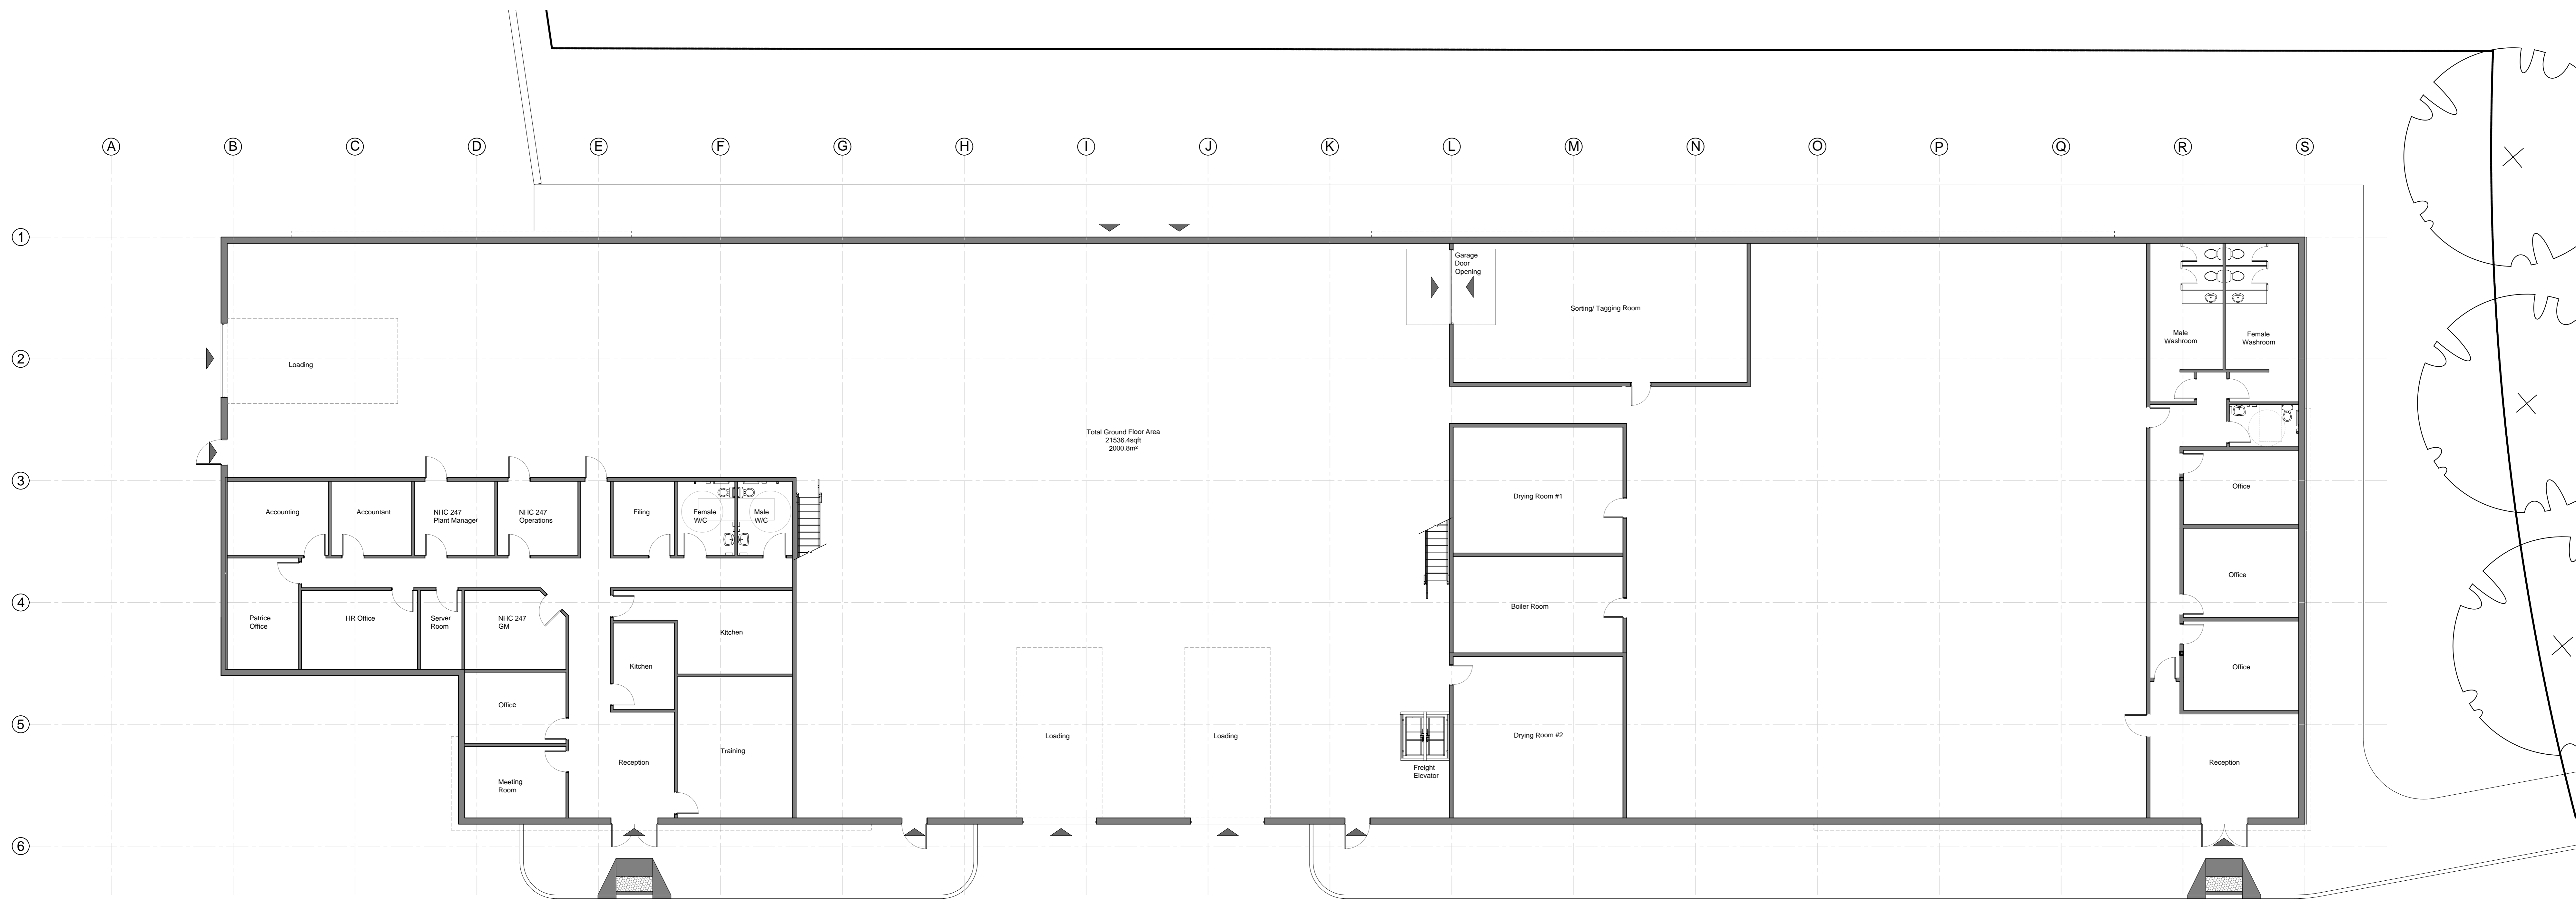 A B C D E F G H I J K L M N O P Q R S
1
Garage
Door
Opening
Sorting/ Tagging Room
Male
Washroom
Female
Washroom
2
Loading
Total Ground Floor Area
21536.4sqft
2000.8m²
3
Accounting
Accountant
NHC 247
Plant Manager
NHC 247
Operations
Filing
Female
W/C
Male
W/C
Drying Room #1
Office
Office
4
Patrice
Office
HR Office
Server
Room
NHC 247
GM
Kitchen
Kitchen
Boiler Room
Office
5
Office
Meeting
Room
Reception
Training
Loading
Loading
Freight
Elevator
Drying Room #2
Reception
6